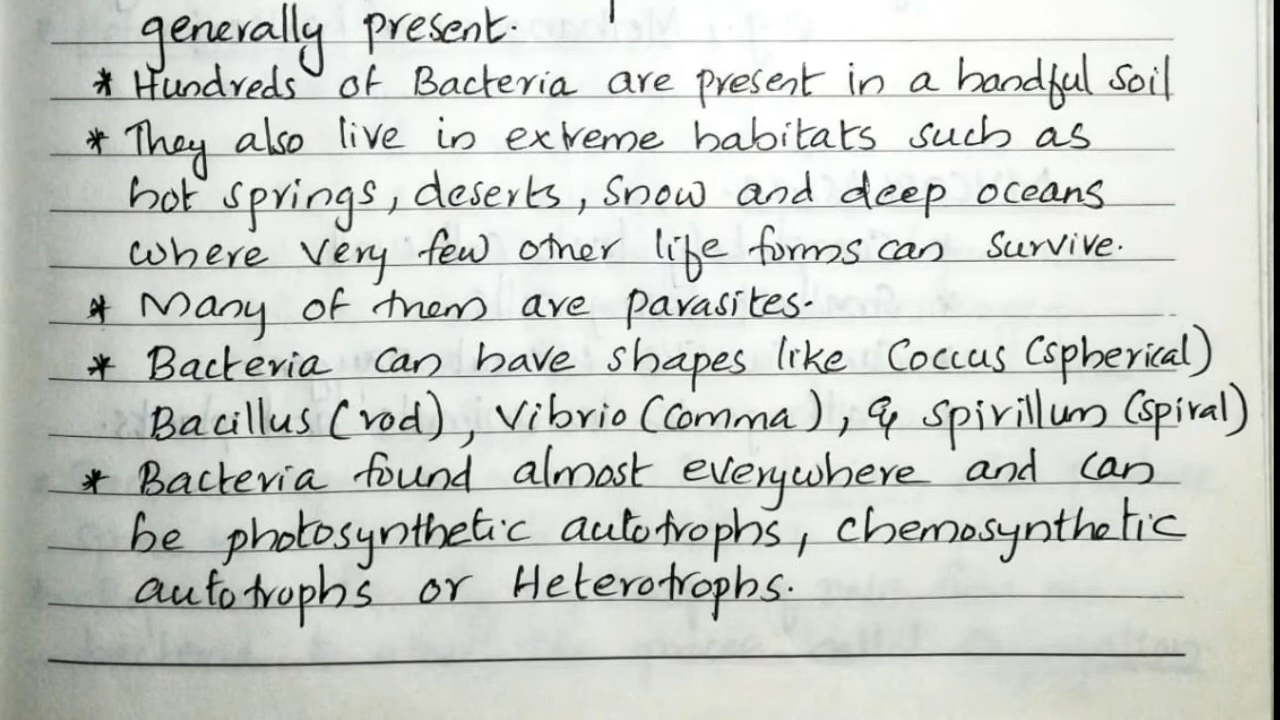 generally present.
* Hundreds of Bacteria are present in a handful soil
* They also live in extreme habitats such as
hot springs, deserts, snow and deep oceans
where very few other life forms can survive.
* Many of them are parasites.
* Bacteria can have shapes like Coccus (spherical)
Bacillus (rod), Vibrio (comma), & spirillum (spiral)
* Bacteria found almost everywhere and can
be photosynthetic autotrophs, chemosynthetic
autotrophs or Heterotrophs.